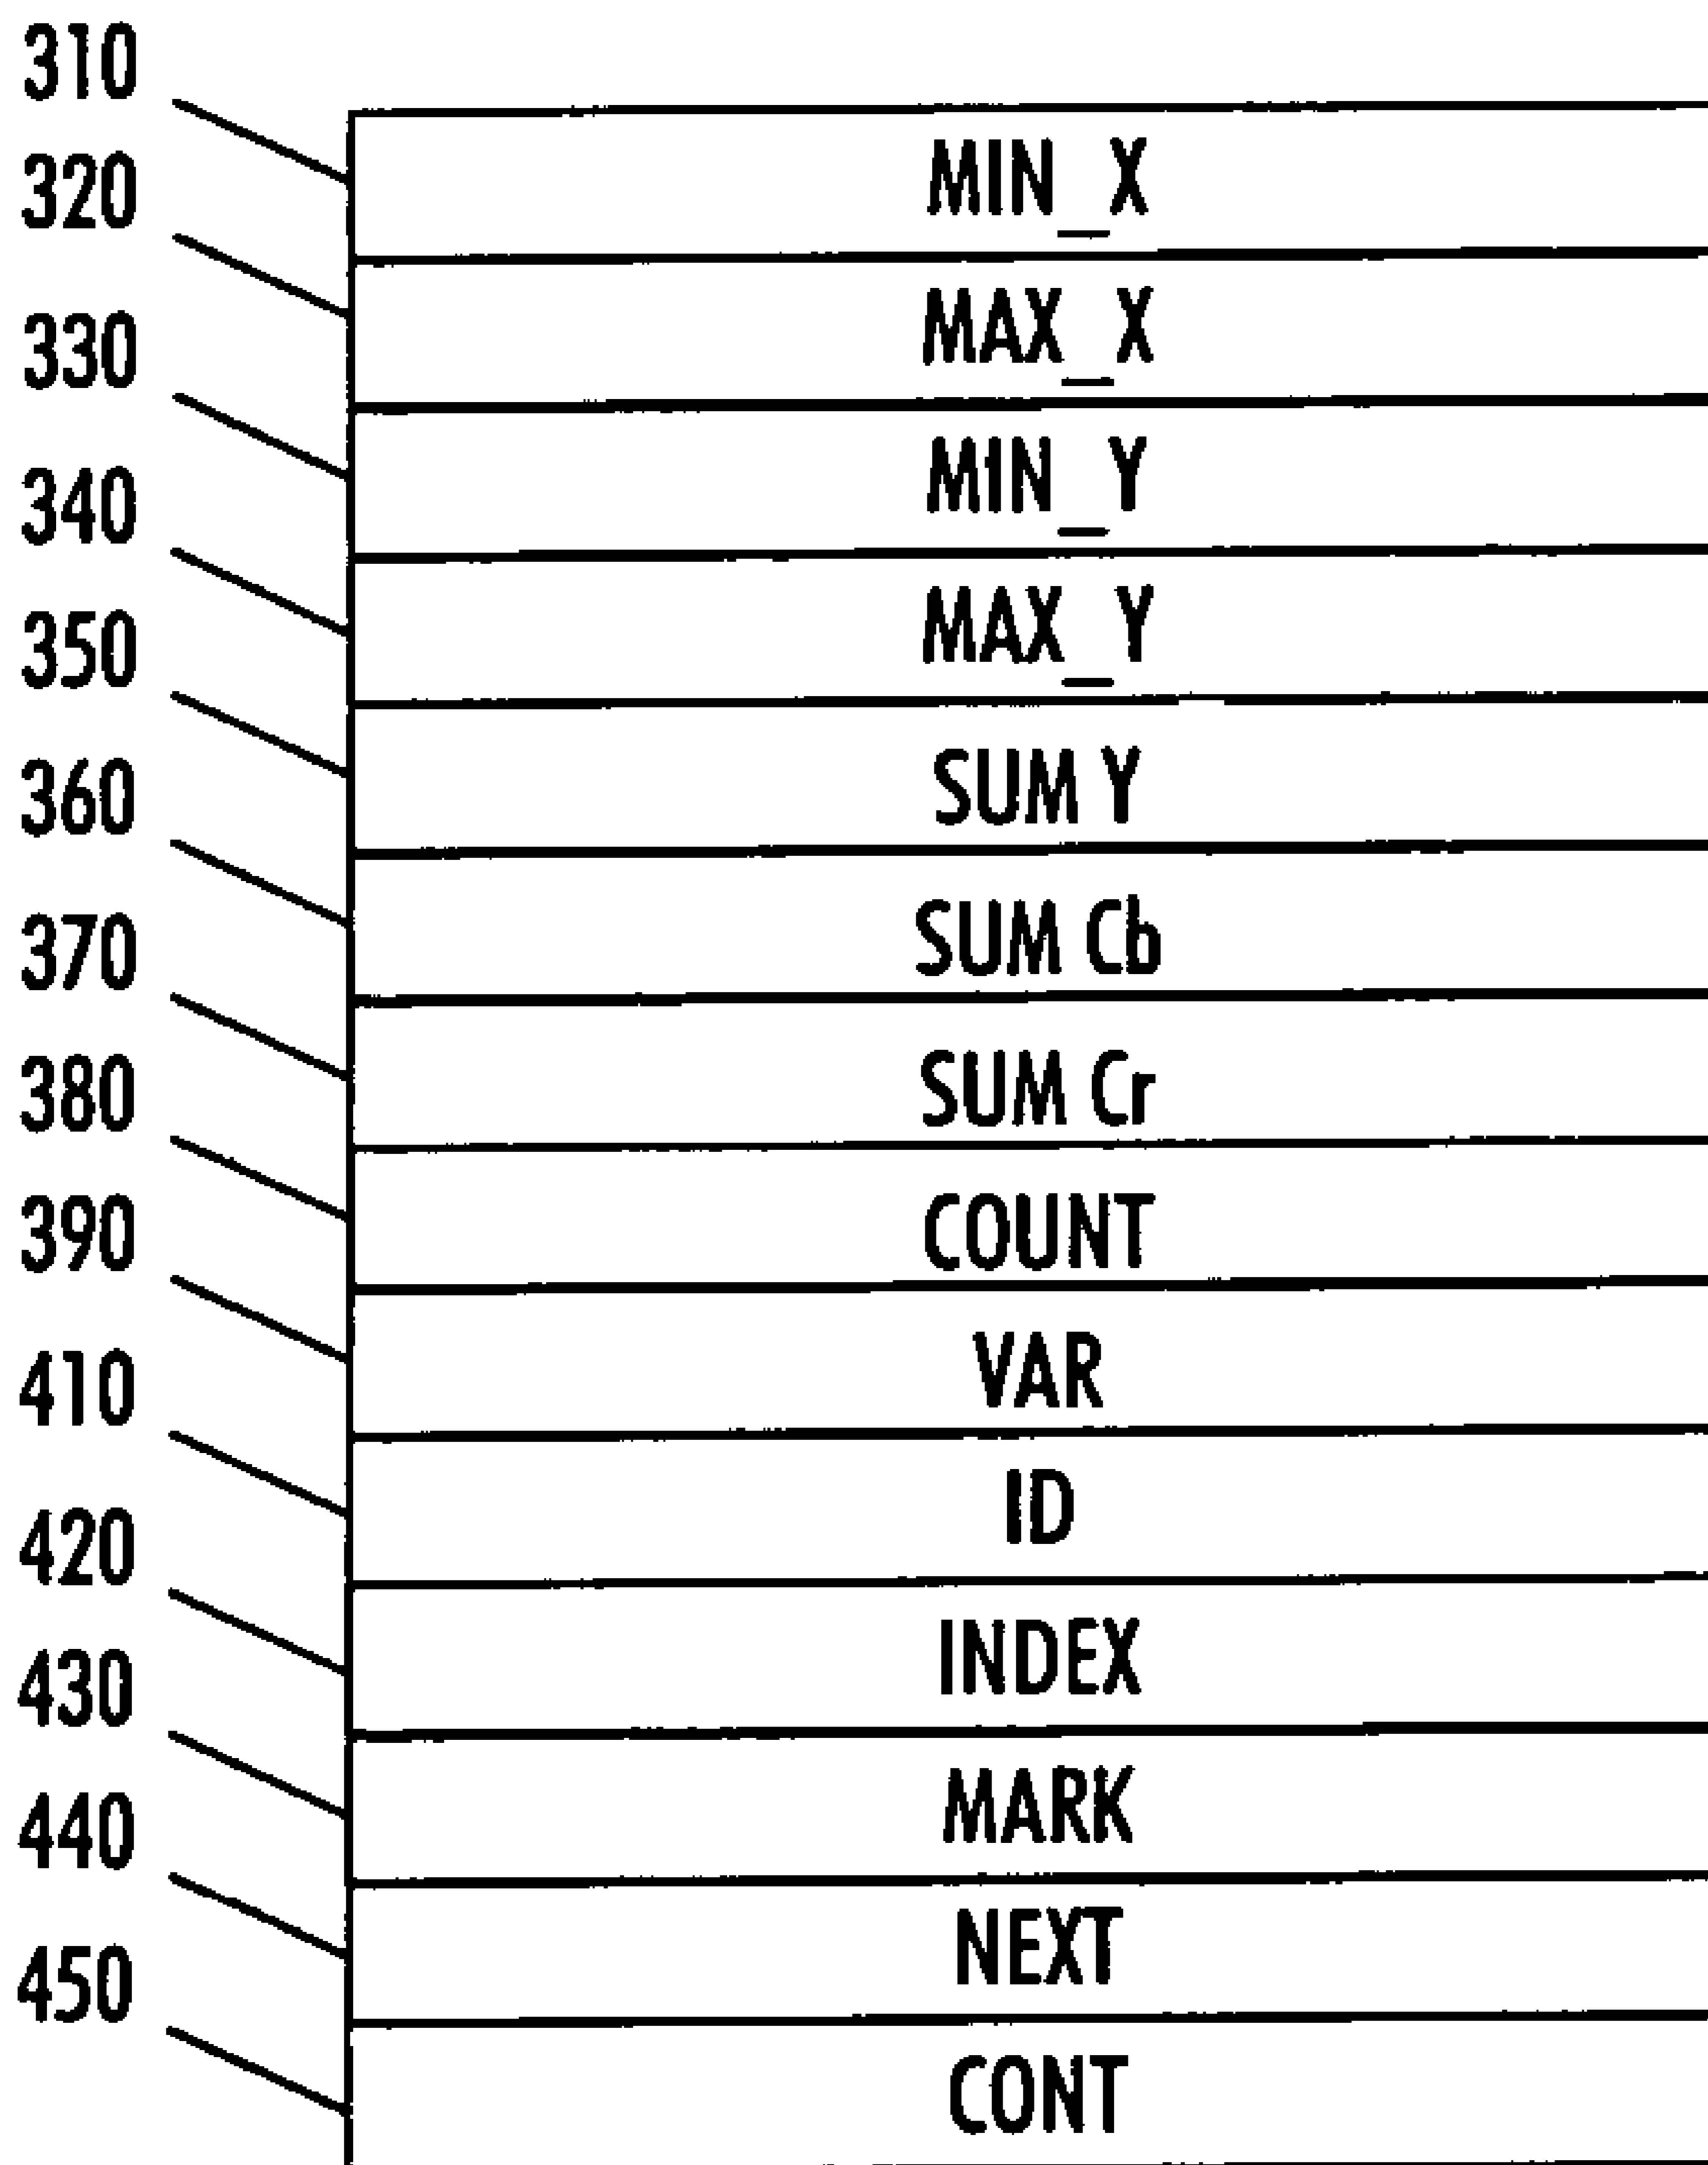 310
MIN_X
320
MAX_X
330
MIN_Y
340
MAX_Y
350
SUM Y
360
SUM Cb
370
SUM Cr
380
COUNT
390
VAR
410
ID
420
INDEX
430
MARK
440
NEXT
450
CONT